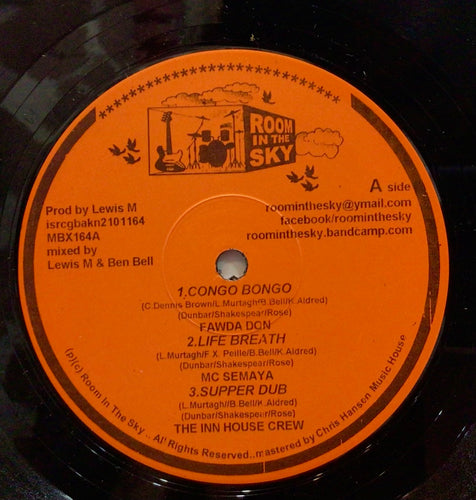 ****************************************
ROOM
IN THE
SKY
A side
Prod by Lewis M
isrcgbakn2101164
MBX164A
mixed by
Lewis M & Ben Bell
roominthesky@ymail.com
facebook/roominthesky
roominthesky.bandcamp.com
1,CONGO BONGO
(C.Dennis Brown/L.Murtagh/B.Bell/K.Aldred)
(Dunbar/Shakespear/Rose)
FAWDA DON
2.LIFE BREATH
(L.Murtagh/F.X. Peille/B.Bell/K.Aldred)
(Dunbar/Shakespear/Rose)
MC SEMAYA
3.SUPPER DUB
(L.Murtagh//B.Bell/K.Aldred)
(Dunbar/Shakespear/Rose)
THE INN HOUSE CREW
(p)(c) Room In The Sky .. All Rights Reserved..mastered by Chris Hansen Music House